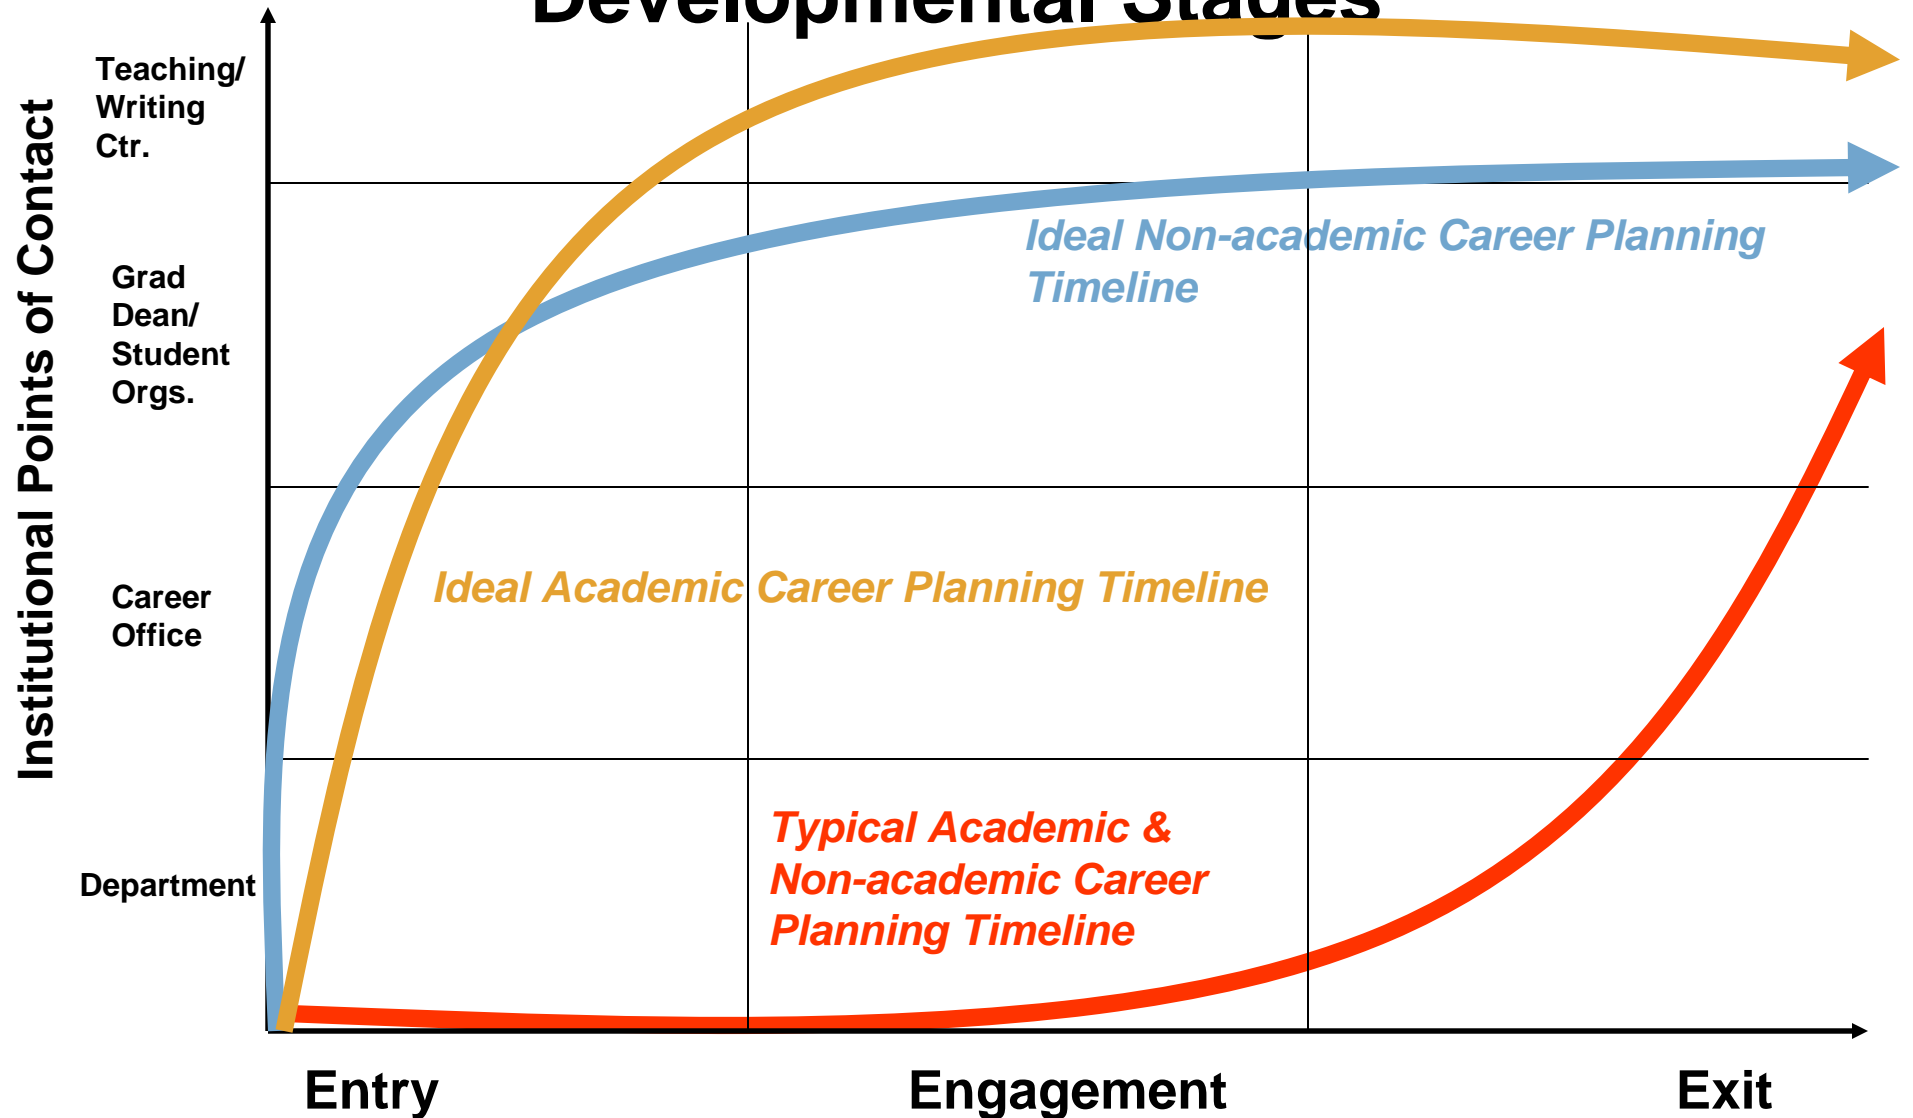 Developmental Stages
Teaching/
Writing
Ctr.
Institutional Points of Contact
Grad
Dean/
Student
Orgs.
Career
Office
Department
Ideal Non-academic Career Planning
Timeline
Ideal Academic Career Planning Timeline
Typical Academic &
Non-academic Career
Planning Timeline
Entry
Engagement
Exit